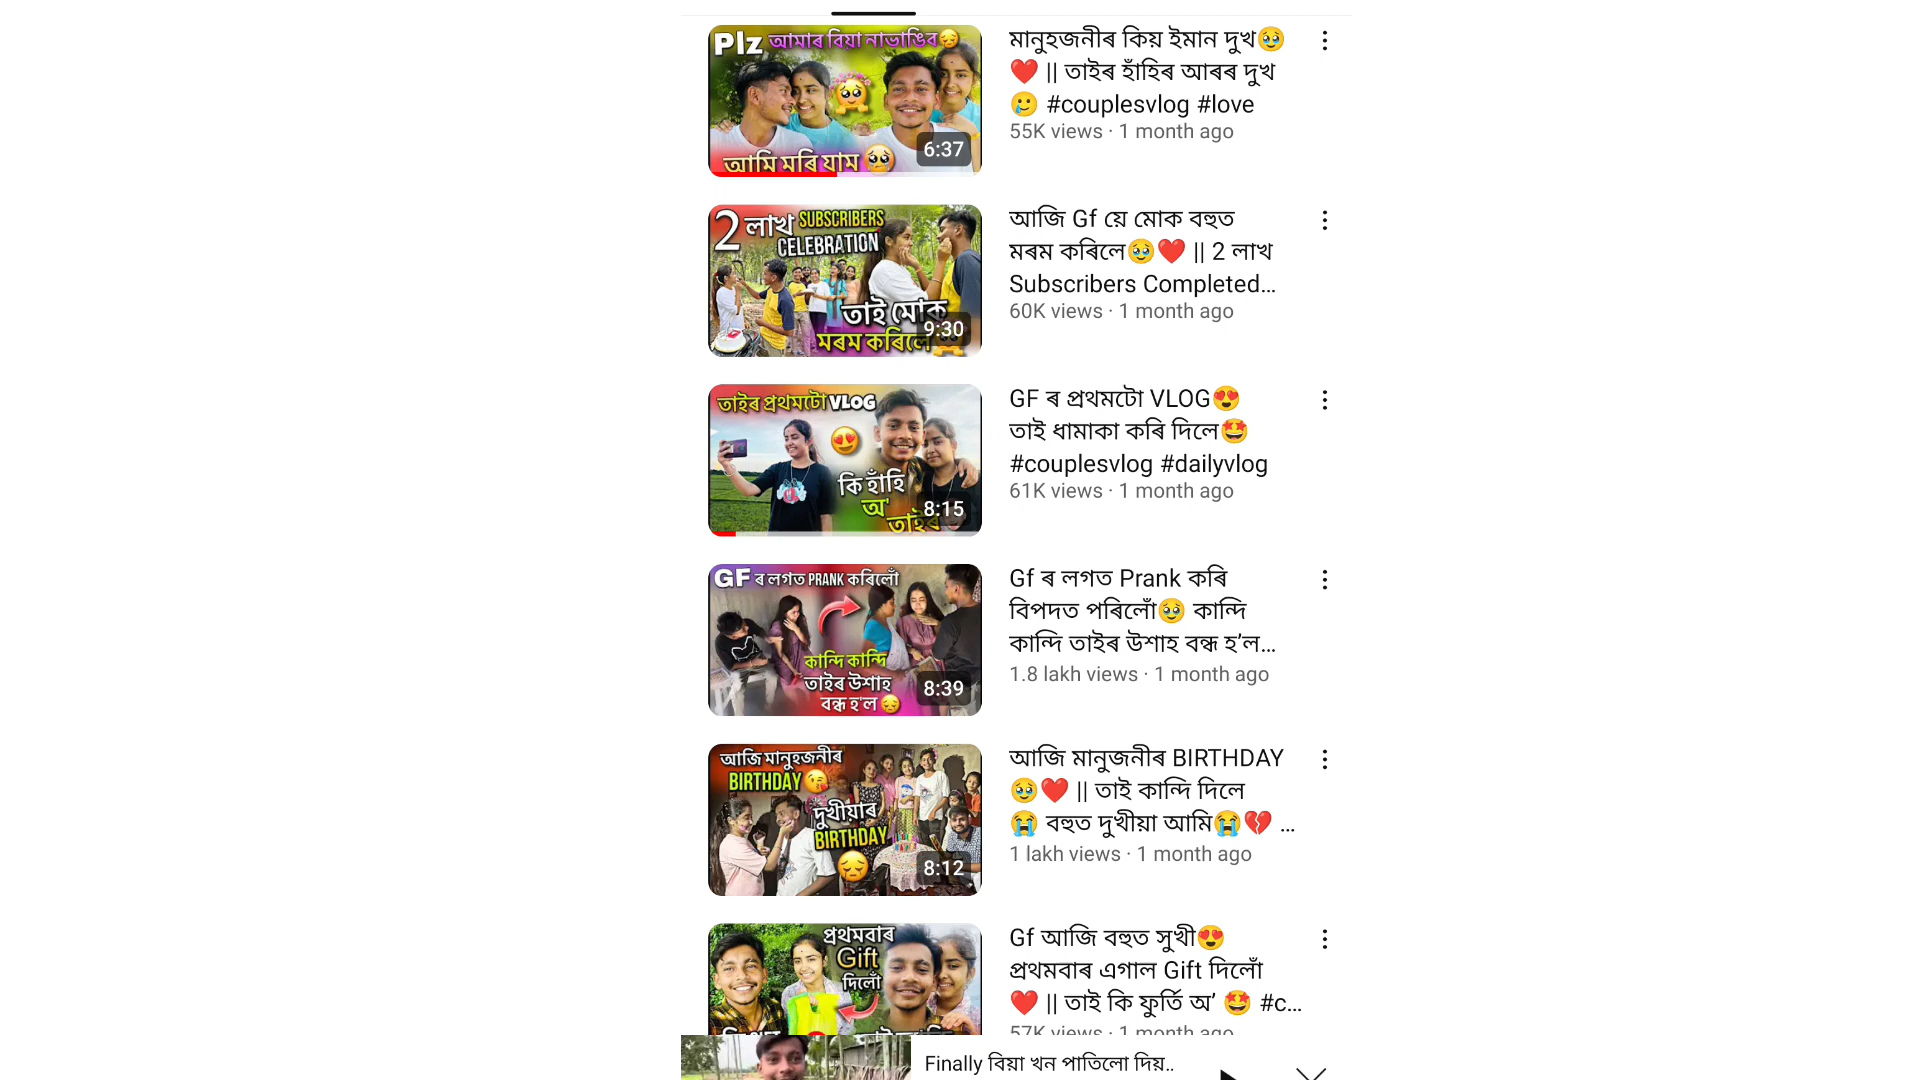 Plz আমাৰ বিয়া নাভাঙিব😔
আমি মৰি যাম 🥹
6:37
মানুহজনীৰ কিয় ইমান দুখ🥹
❤️ || তাইৰ হাঁহিৰ আৰৰ দুখ
🥲 #couplesvlog #love
55K views · 1 month ago
2 লাখ SUBSCRIBERS
CELEBRATION
তাই মোক
মৰম কৰিলে
9:30
আজি Gf য়ে মোক বহুত
মৰম কৰিলে🥹❤️ || 2 লাখ
Subscribers Completed...
60K views · 1 month ago
তাইৰ প্ৰথমটো VLOG
কি হাঁহি
অ'
তাইৰ
8:15
GF ৰ প্ৰথমটো VLOG😍
তাই ধামাকা কৰি দিলে🤩
#couplesvlog #dailyvlog
61K views · 1 month ago
GF ৰ লগত PRANK কৰিলোঁ
কান্দি কান্দি
তাইৰ উশাহ
বন্ধ হ'ল 😔
8:39
Gf ৰ লগত Prank কৰি
বিপদত পৰিলোঁ🥹 কান্দি
কান্দি তাইৰ উশাহ বন্ধ হ’ল...
1.8 lakh views · 1 month ago
আজি মানুহজনীৰ
BIRTHDAY 😘
দুখীয়াৰ
BIRTHDAY
😔
8:12
আজি মানুজনীৰ BIRTHDAY
🥹❤️ || তাই কান্দি দিলে
😭 বহুত দুখীয়া আমি😭💔 ...
1 lakh views · 1 month ago
প্ৰথমবাৰ
Gift
দিলোঁ
Gf আজি বহুত সুখী😍
প্ৰথমবাৰ এগাল Gift দিলোঁ
❤️ || তাই কি ফুৰ্তি অ’ 🤩 #c...
57K views · 1 month ago
Finally বিয়া খন পাতিলো দিয়..